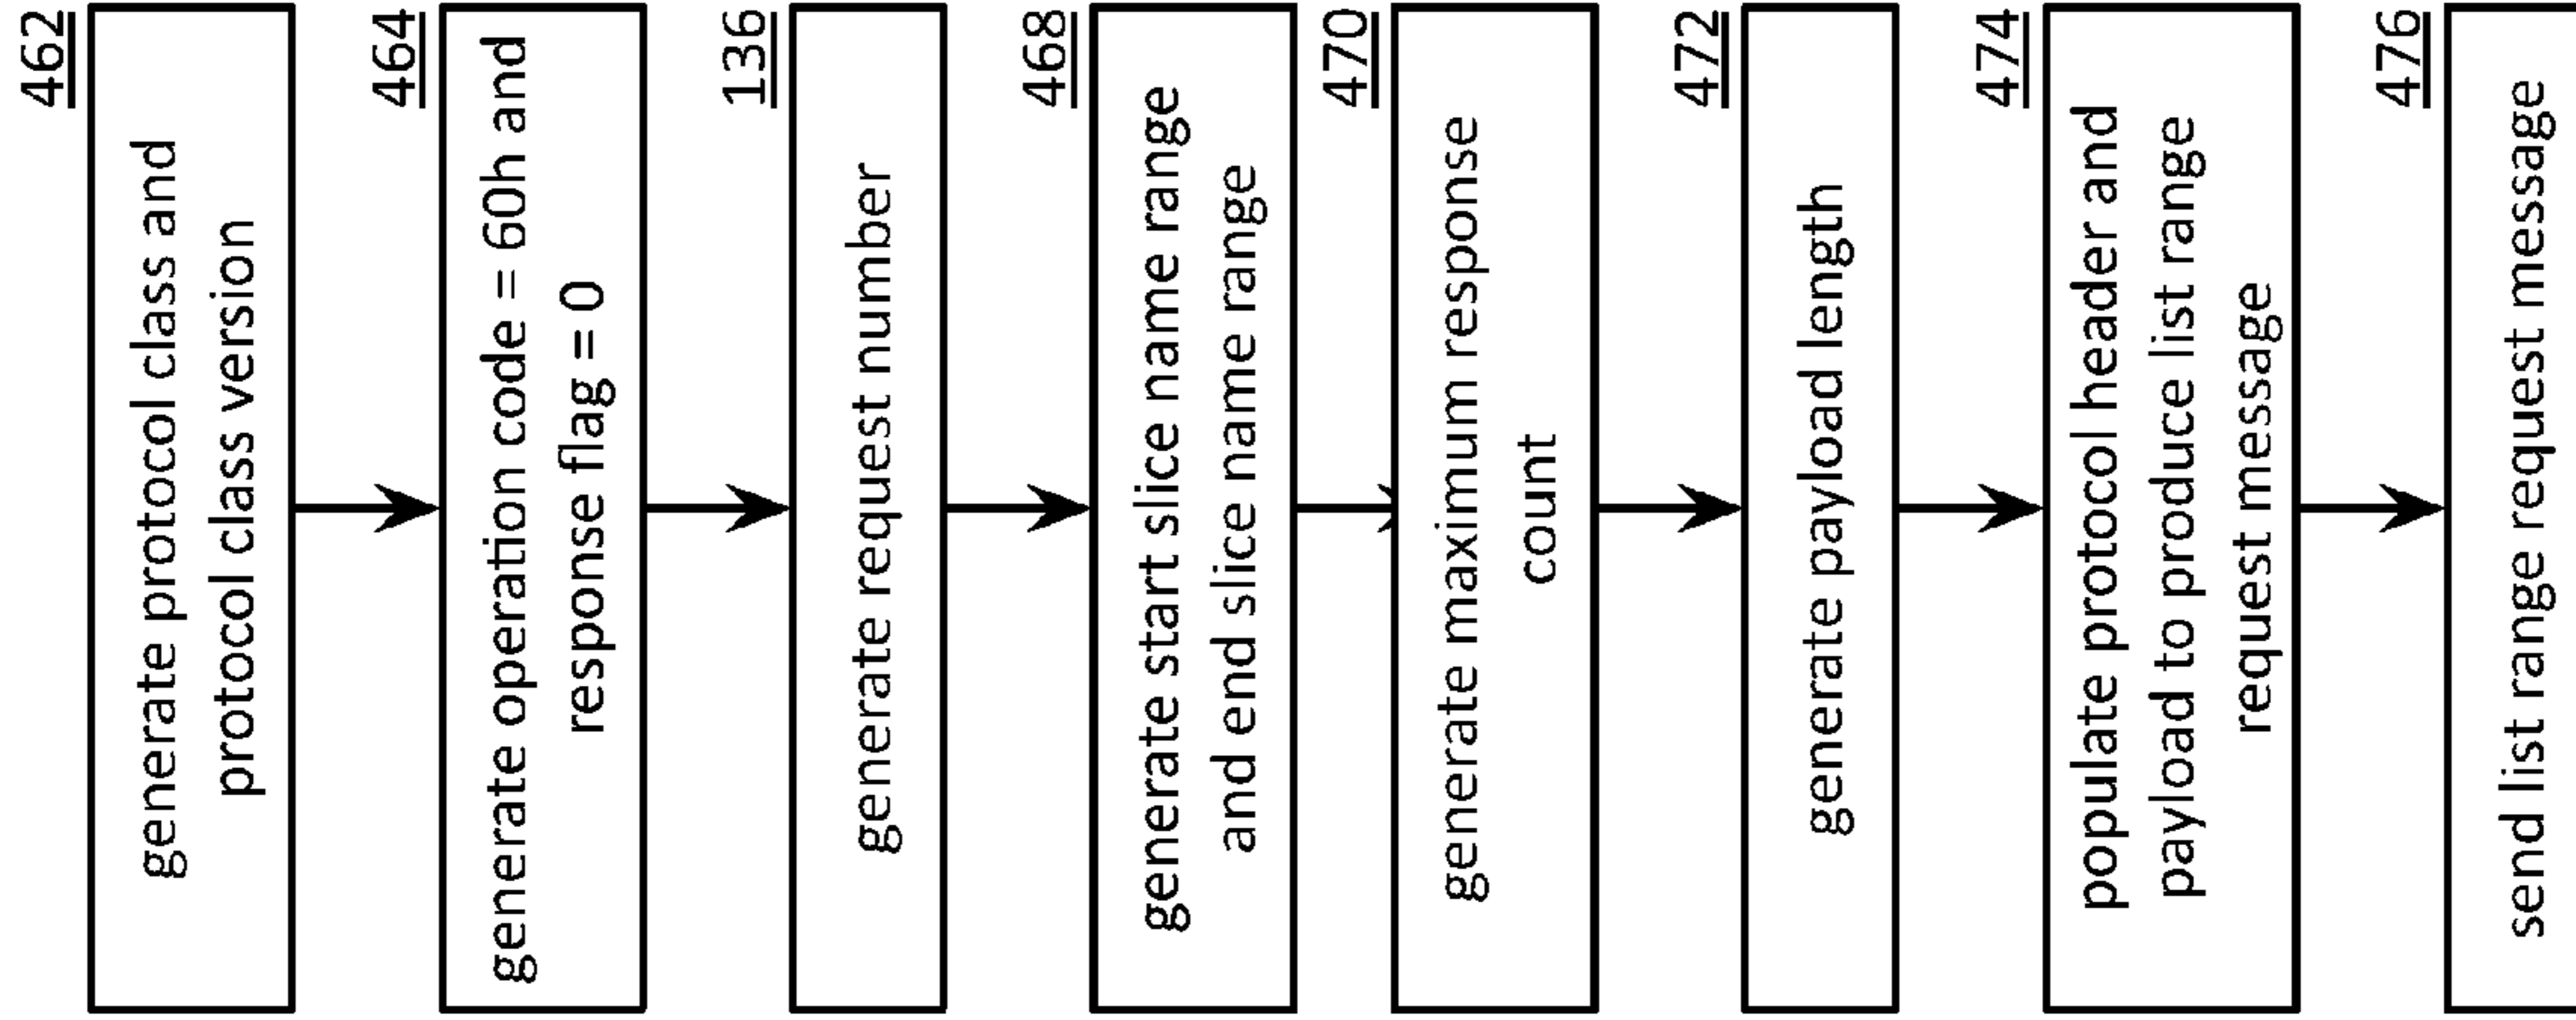 462
generate protocol class and
protocol class version
464
generate operation code = 60h and
response flag = 0
136
generate request number
468
generate start slice name range
and end slice name range
470
generate maximum response
count
472
generate payload length
474
populate protocol header and
payload to produce list range
request message
476
send list range request message